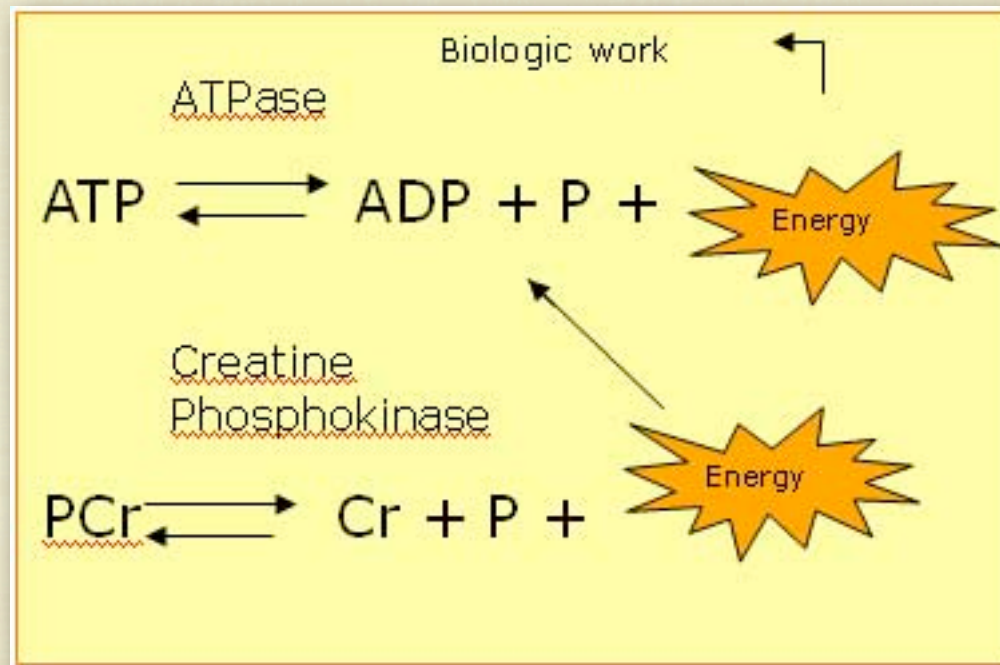 Biologic work
ATPase
ATP ADP + P + Energy
Creatine
Phosphokinase
PCr Cr + P + Energy